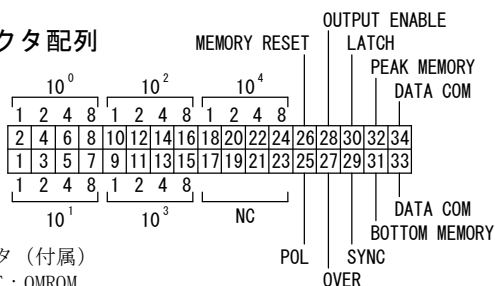 クタ配列
OUTPUT ENABLE
MEMORY RESET
LATCH
PEAK MEMORY
DATA COM
10⁰ 10² 10⁴
1 2 4 8 1 2 4 8 1 2 4 8
2 4 6 8 10 12 14 16 18 20 22 24 26 28 30 32 34
1 3 5 7 9 11 13 15 17 19 21 23 25 27 29 31 33
1 2 4 8 1 2 4 8
10¹ 10³ NC
DATA COM
BOTTOM MEMORY
タ（付属）
POL
SYNC
OVER